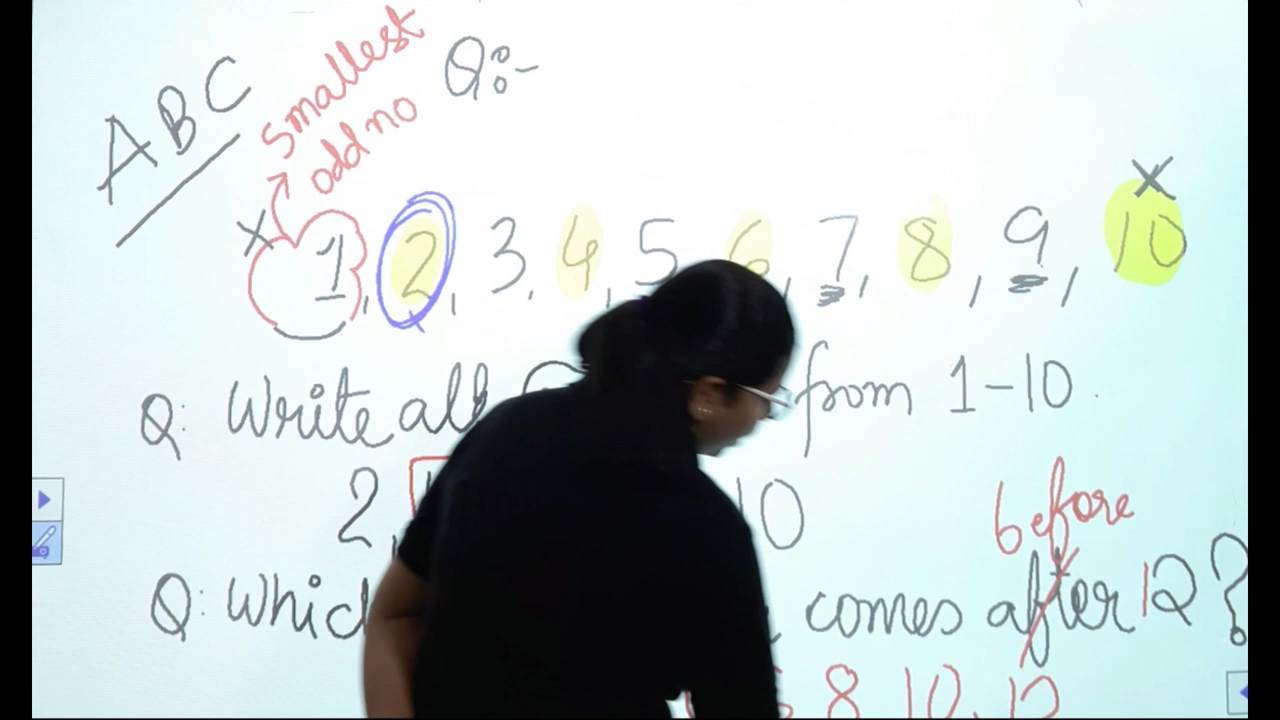 ABC
smallest
odd no
Q:-
x
x
1, 2, 3, 4, 5, 6, 7, 8, 9, 10
Q: Write all from 1-10.
2, 10
before
Q: comes after 12?
8, 10, 12